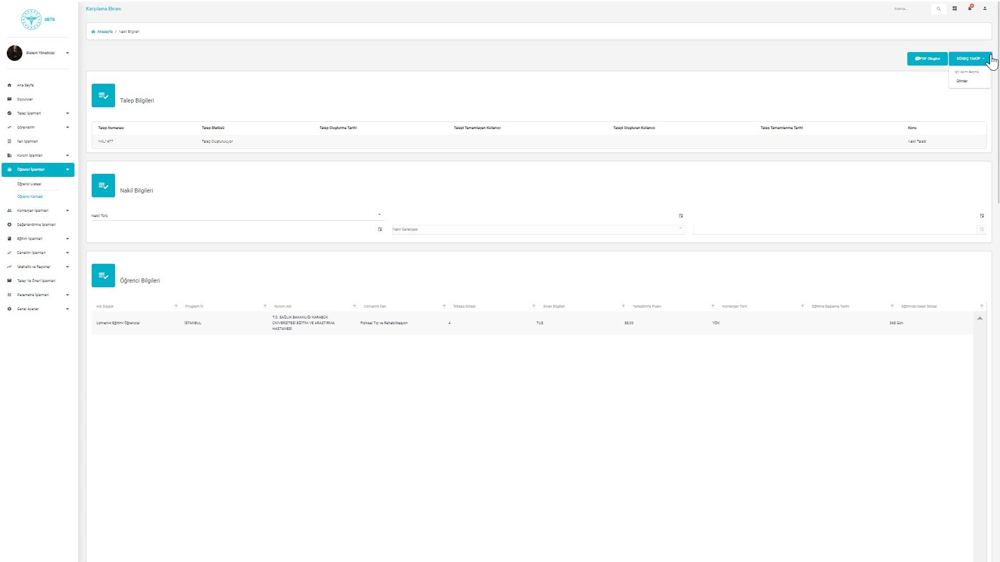 UETS
Karşılama Ekranı
Arama...
Anasayfa / Nakil Bilgileri
Sistem Yöneticisi
PDF Oluştur
SÜREÇ TAKİP
İlgili Adımı Seçiniz
Gönder
Ana Sayfa
Duyurular
Talep İşlemleri
Görevlerim
İlan İşlemleri
Kurum İşlemleri
Öğrenci İşlemleri
Öğrenci Listesi
Öğrenci Karnesi
Kontenjan İşlemleri
Değerlendirme İşlemleri
Eğitim İşlemleri
Denetim İşlemleri
İstatistik ve Raporlar
Talep Ve Öneri İşlemleri
Parametre İşlemleri
Genel Ayarlar
Talep Bilgileri
Talep Numarası Talep Statüsü Talep Oluşturma Tarihi Talepi Tamamlayan Kullanıcı Talepi Oluşturan Kullanıcı Talep Tamamlanma Tarihi Konu
NKL1477 Talep Oluşturuluyor Nakil Talebi
Nakil Bilgileri
Nakil Türü
Nakil Gerekçesi
Öğrenci Bilgileri
Adı Soyadı Program İli Kurum Adı Uzmanlık Dalı İhtisas Süresi Sınav Bilgileri Yerleştirme Puanı Kontenjan Türü Eğitime Başlama Tarihi Eğitimde Kalan Süresi
Uzmanlık Eğitimi Öğrencisi İSTANBUL T.C. SAĞLIK BAKANLIĞI KARABÜK
ÜNİVERSİTESİ EĞİTİM VE ARAŞTIRMA
HASTANESİ Fiziksel Tıp ve Rehabilitasyon 4 TUS 58,00 YÖK 365 Gün